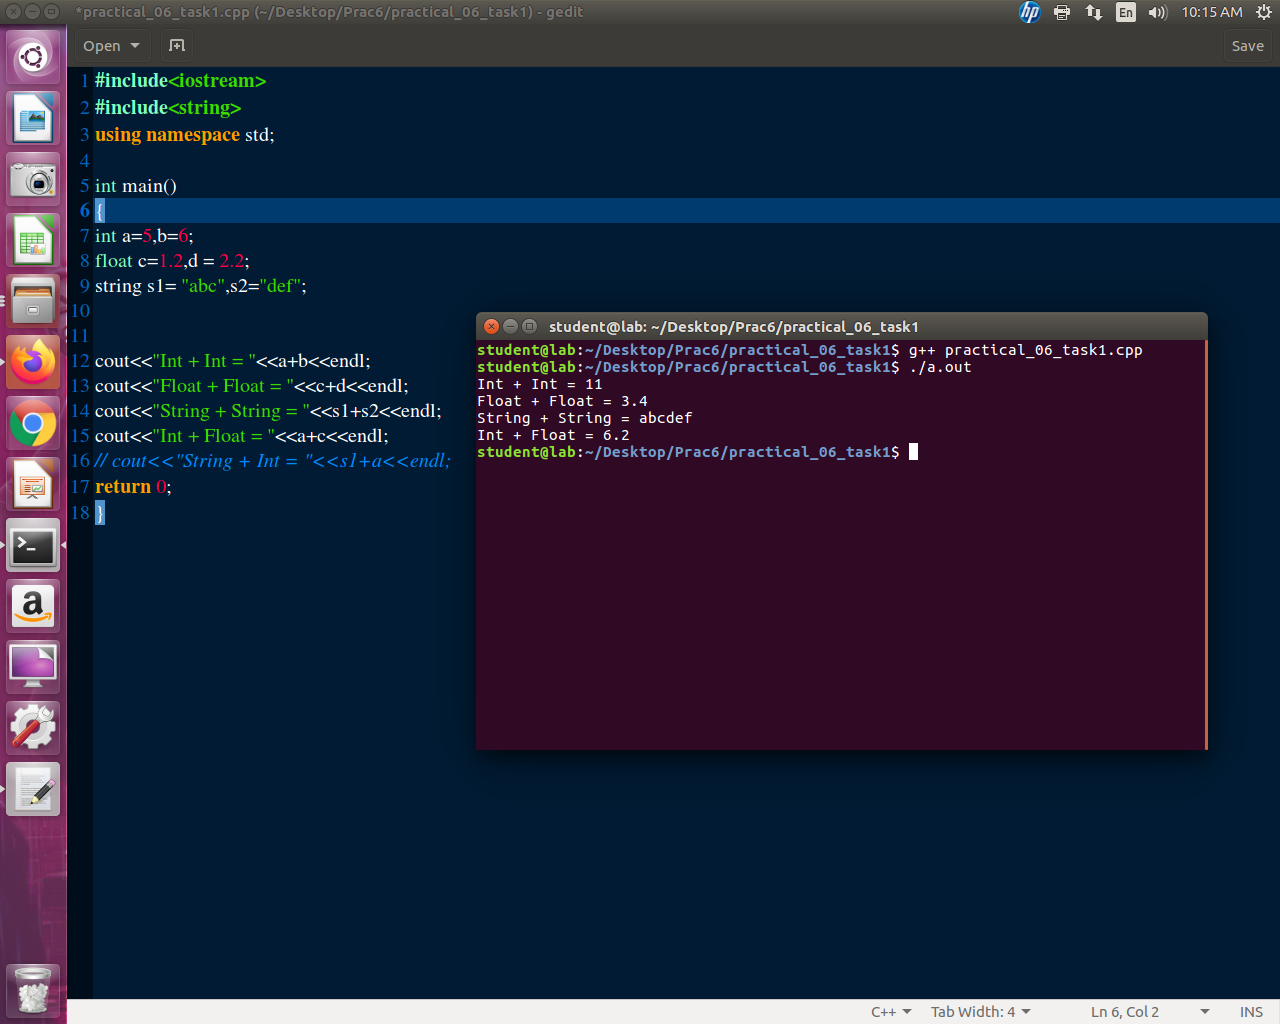 *practical_06_task1.cpp (~/Desktop/Prac6/practical_06_task1) - gedit
hp
En
10:15 AM
Open
Save
1 #include<iostream>
2 #include<string>
3 using namespace std;
4
5 int main()
6 {
7 int a=5,b=6;
8 float c=1.2,d = 2.2;
9 string s1= "abc",s2="def";
10
11
12 cout<<"Int + Int = "<<a+b<<endl;
13 cout<<"Float + Float = "<<c+d<<endl;
14 cout<<"String + String = "<<s1+s2<<endl;
15 cout<<"Int + Float = "<<a+c<<endl;
16 // cout<<"String + Int = "<<s1+a<<endl;
17 return 0;
18 }
student@lab: ~/Desktop/Prac6/practical_06_task1
student@lab:~/Desktop/Prac6/practical_06_task1$ g++ practical_06_task1.cpp
student@lab:~/Desktop/Prac6/practical_06_task1$ ./a.out
Int + Int = 11
Float + Float = 3.4
String + String = abcdef
Int + Float = 6.2
student@lab:~/Desktop/Prac6/practical_06_task1$
>_
a
C++
Tab Width: 4
Ln 6, Col 2
INS